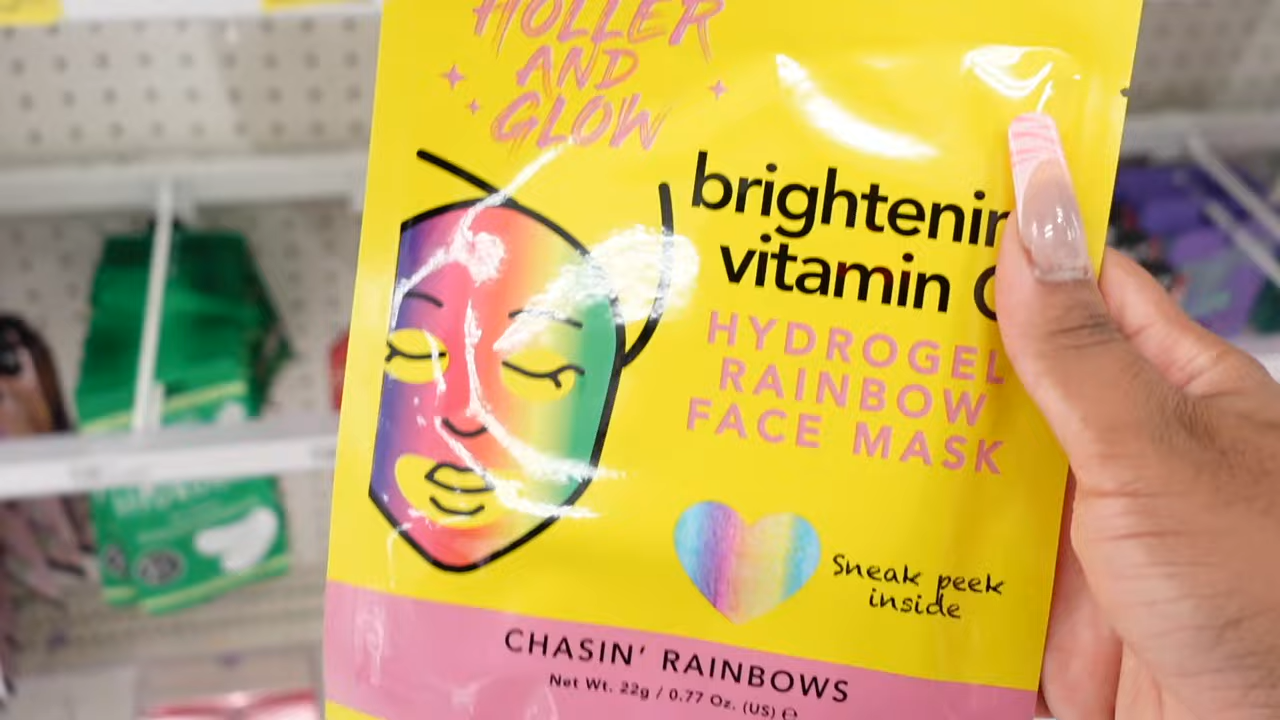 HOLLER
AND
GLOW
brightenin
vitamin C
HYDROGEL
RAINBOW
FACE MASK
Sneak peek
inside
CHASIN' RAINBOWS
Net Wt. 22g / 0.77 Oz. (US) ℮